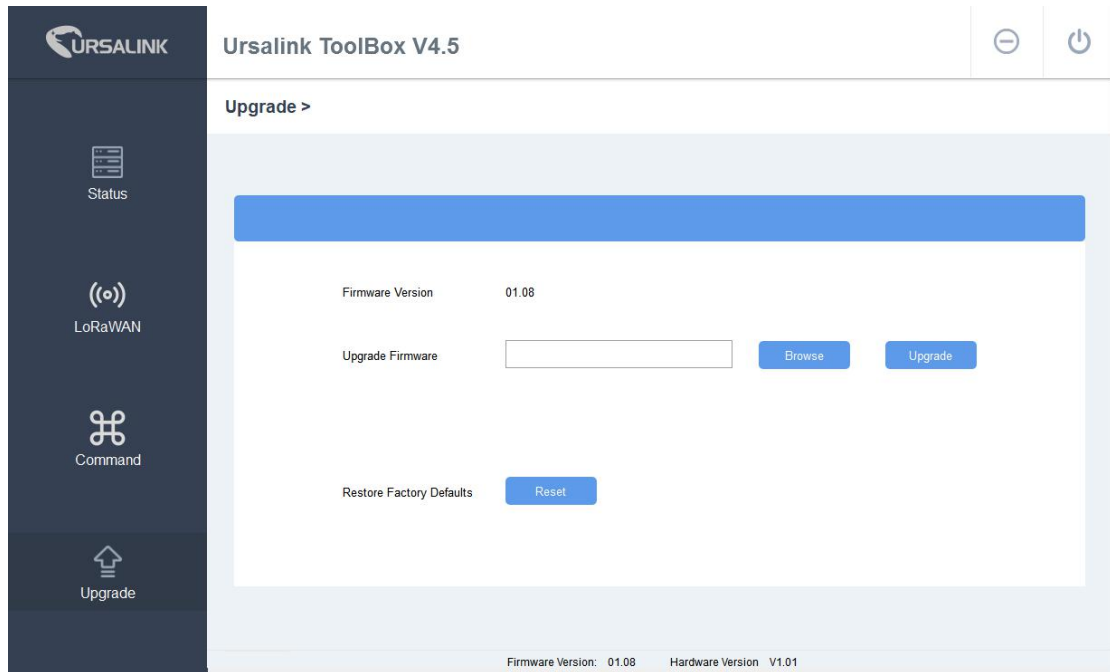 URSALINK
Ursalink ToolBox V4.5
Upgrade >
Status
LoRaWAN
Command
Upgrade
Firmware Version 01.08
Upgrade Firmware Browse Upgrade
Restore Factory Defaults Reset
Firmware Version: 01.08 Hardware Version V1.01